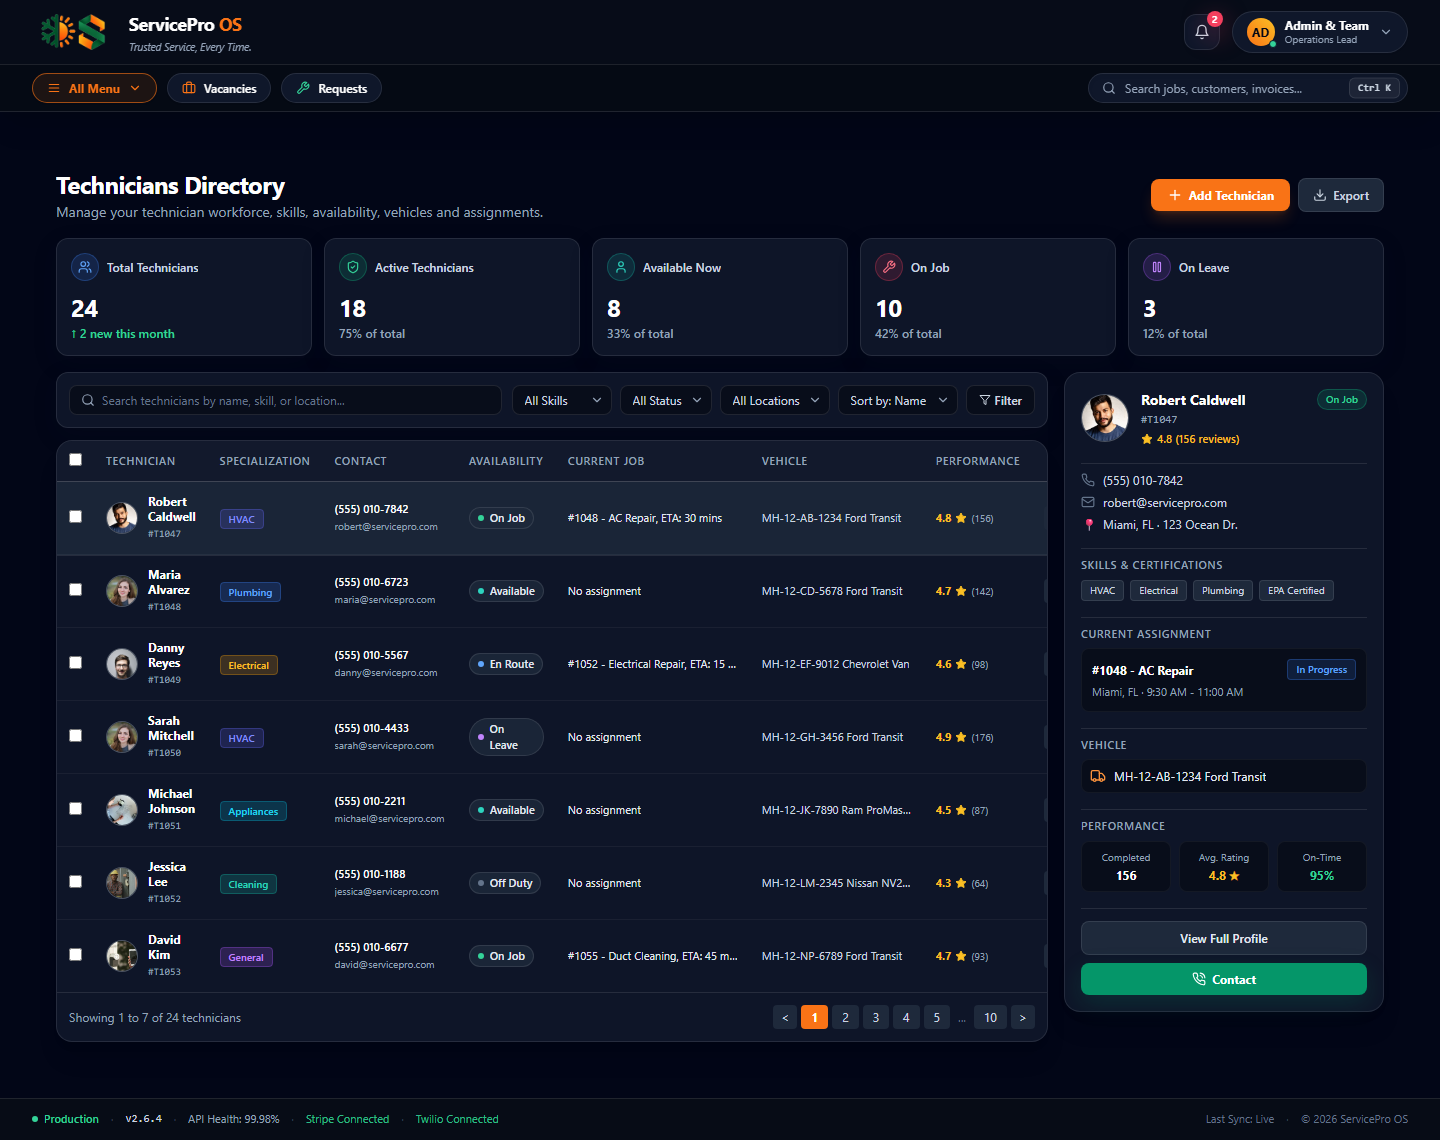 ServicePro OS
Trusted Service, Every Time.
2
AD
Admin & Team
Operations Lead
All Menu
Vacancies
Requests
Search jobs, customers, invoices...
Ctrl K
Technicians Directory
Manage your technician workforce, skills, availability, vehicles and assignments.
Add Technician
Export
Total Technicians
24
↑ 2 new this month
Active Technicians
18
75% of total
Available Now
8
33% of total
On Job
10
42% of total
On Leave
3
12% of total
Search technicians by name, skill, or location...
All Skills
All Status
All Locations
Sort by: Name
Filter
TECHNICIAN SPECIALIZATION CONTACT AVAILABILITY CURRENT JOB VEHICLE PERFORMANCE
Robert
Caldwell
#T1047
HVAC
(555) 010-7842
robert@servicepro.com
On Job
#1048 - AC Repair, ETA: 30 mins
MH-12-AB-1234 Ford Transit
4.8 ★ (156)
Maria
Alvarez
#T1048
Plumbing
(555) 010-6723
maria@servicepro.com
Available
No assignment
MH-12-CD-5678 Ford Transit
4.7 ★ (142)
Danny
Reyes
#T1049
Electrical
(555) 010-5567
danny@servicepro.com
En Route
#1052 - Electrical Repair, ETA: 15 ...
MH-12-EF-9012 Chevrolet Van
4.6 ★ (98)
Sarah
Mitchell
#T1050
HVAC
(555) 010-4433
sarah@servicepro.com
On
Leave
No assignment
MH-12-GH-3456 Ford Transit
4.9 ★ (176)
Michael
Johnson
#T1051
Appliances
(555) 010-2211
michael@servicepro.com
Available
No assignment
MH-12-JK-7890 Ram ProMas...
4.5 ★ (87)
Jessica
Lee
#T1052
Cleaning
(555) 010-1188
jessica@servicepro.com
Off Duty
No assignment
MH-12-LM-2345 Nissan NV2...
4.3 ★ (64)
David
Kim
#T1053
General
(555) 010-6677
david@servicepro.com
On Job
#1055 - Duct Cleaning, ETA: 45 m...
MH-12-NP-6789 Ford Transit
4.7 ★ (93)
Showing 1 to 7 of 24 technicians
< 1 2 3 4 5 ... 10 >
Robert Caldwell
On Job
#T1047
★ 4.8 (156 reviews)
(555) 010-7842
robert@servicepro.com
Miami, FL · 123 Ocean Dr.
SKILLS & CERTIFICATIONS
HVAC Electrical Plumbing EPA Certified
CURRENT ASSIGNMENT
#1048 - AC Repair
In Progress
Miami, FL · 9:30 AM - 11:00 AM
VEHICLE
MH-12-AB-1234 Ford Transit
PERFORMANCE
Completed
156
Avg. Rating
4.8 ★
On-Time
95%
View Full Profile
Contact
Production · v2.6.4 · API Health: 99.98% · Stripe Connected · Twilio Connected
Last Sync: Live · © 2026 ServicePro OS